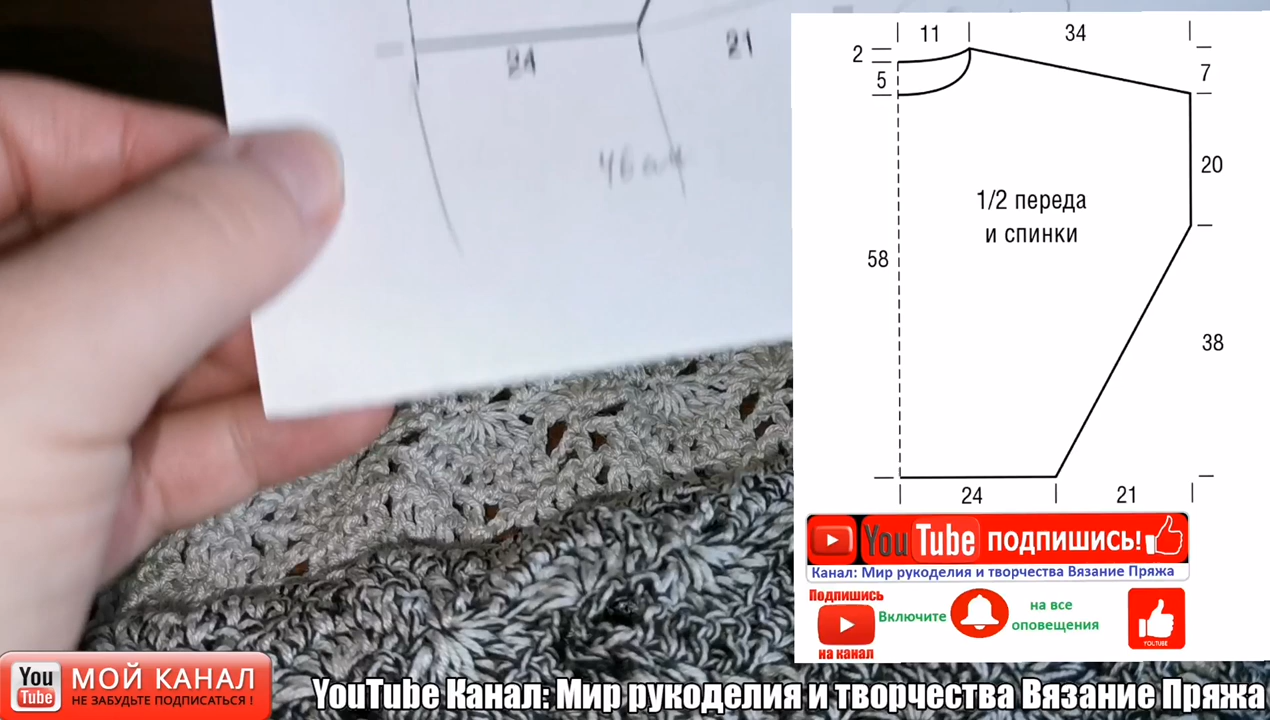 24
21
11
34
2
5
7
20
1/2 переда
и спинки
58
38
24
21
YouTube ПОДПИШИСЬ!
Канал: Мир рукоделия и творчества Вязание Пряжа
Подпишись
на канал
Включите
на все
оповещения
YOUTUBE
You
Tube
МОЙ КАНАЛ
НЕ ЗАБУДЬТЕ ПОДПИСАТЬСЯ !
YouTube Канал: Мир рукоделия и творчества Вязание Пряжа